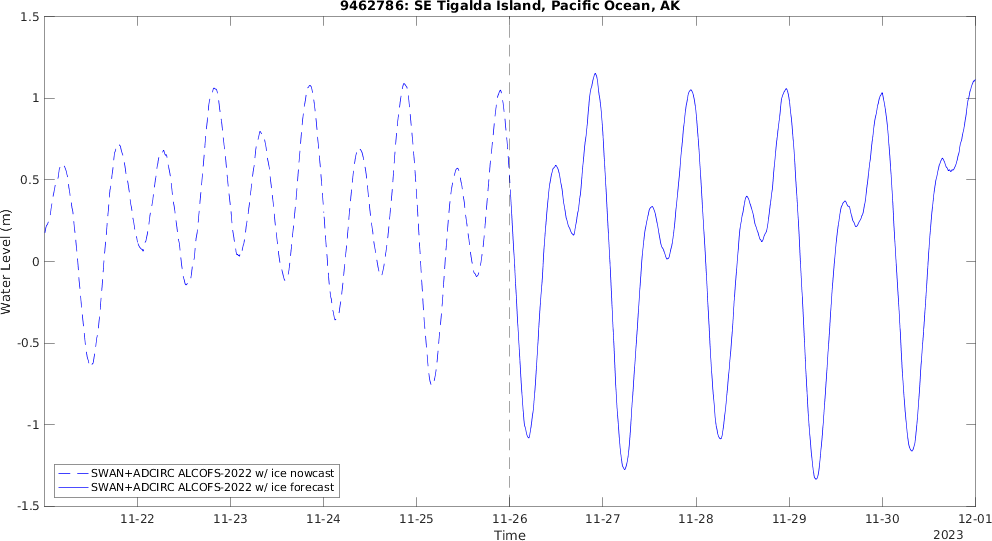 9462786: SE Tigalda Island, Pacific Ocean, AK
1.5
1
0.5
0
-0.5
-1
-1.5
Water Level (m)
SWAN+ADCIRC ALCOFS-2022 w/ ice nowcast
SWAN+ADCIRC ALCOFS-2022 w/ ice forecast
11-22 11-23 11-24 11-25 11-26 11-27 11-28 11-29 11-30 12-01
Time
2023